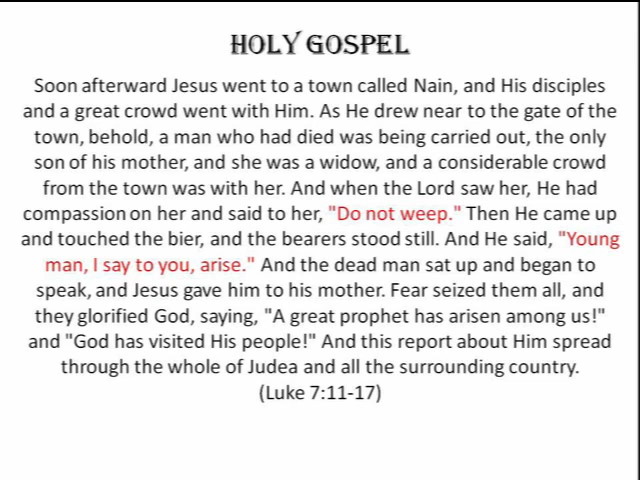 HOLY GOSPEL
Soon afterward Jesus went to a town called Nain, and His disciples
and a great crowd went with Him. As He drew near to the gate of the
town, behold, a man who had died was being carried out, the only
son of his mother, and she was a widow, and a considerable crowd
from the town was with her. And when the Lord saw her, He had
compassion on her and said to her, "Do not weep." Then He came up
and touched the bier, and the bearers stood still. And He said, "Young
man, I say to you, arise." And the dead man sat up and began to
speak, and Jesus gave him to his mother. Fear seized them all, and
they glorified God, saying, "A great prophet has arisen among us!"
and "God has visited His people!" And this report about Him spread
through the whole of Judea and all the surrounding country.
(Luke 7:11-17)